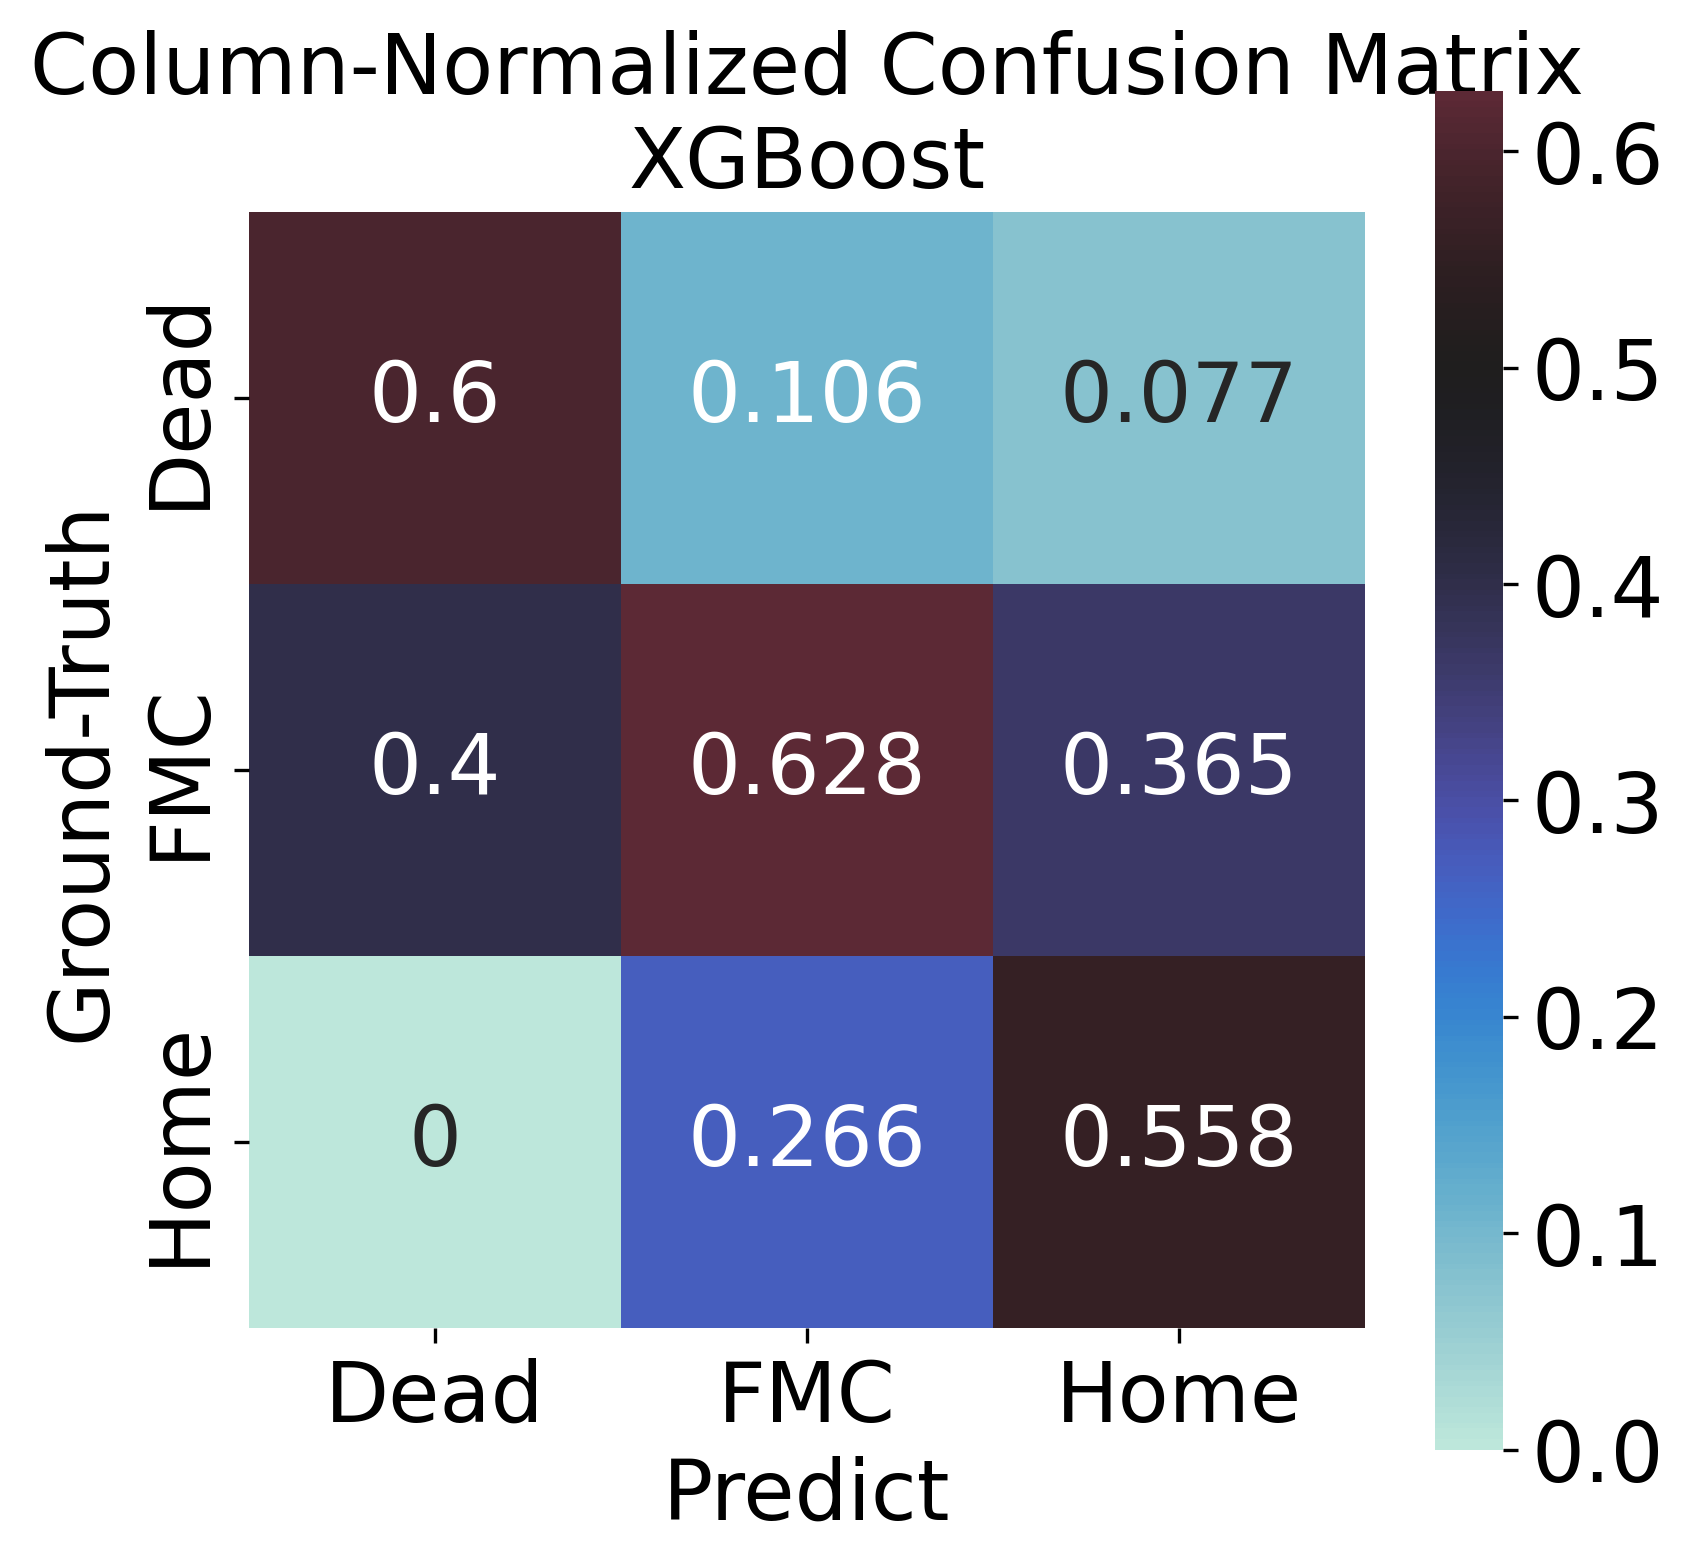 Column-Normalized Confusion Matrix
XGBoost
Ground-Truth
Dead
0.6 0.106 0.077
FMC
0.4 0.628 0.365
Home
0 0.266 0.558
Dead FMC Home
Predict
0.6
0.5
0.4
0.3
0.2
0.1
0.0